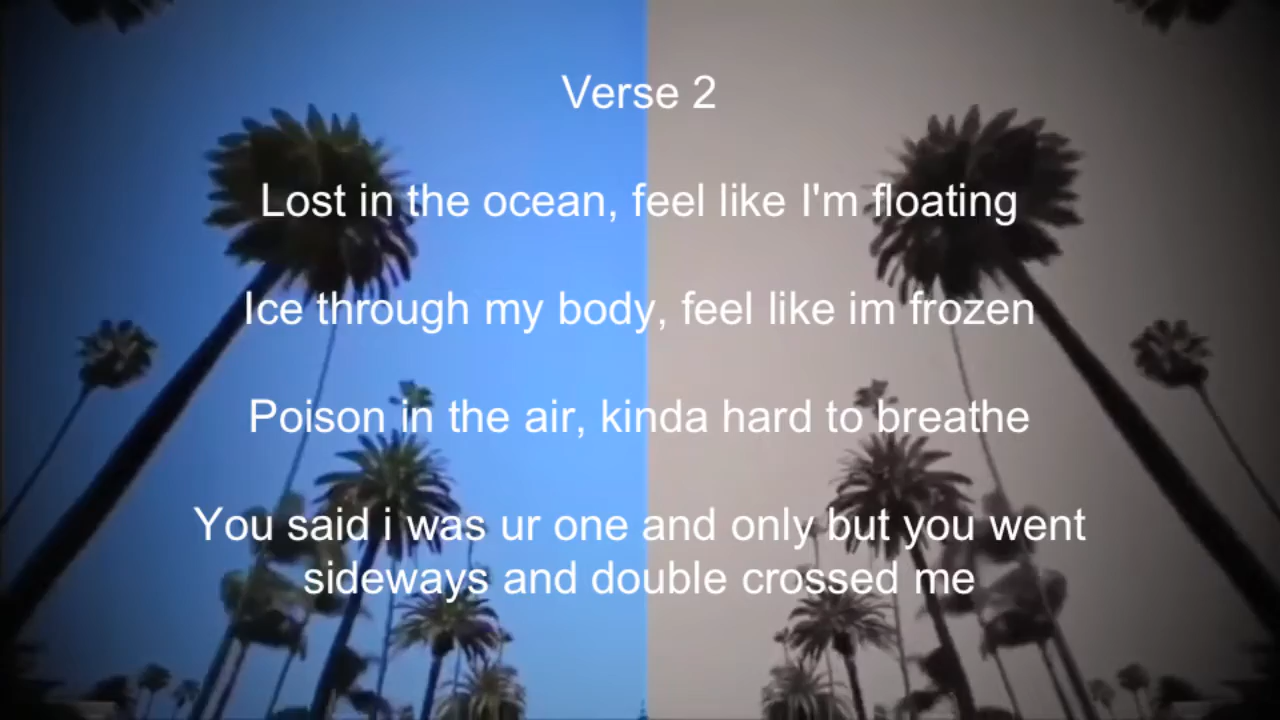 Verse 2
Lost in the ocean, feel like I'm floating
Ice through my body, feel like im frozen
Poison in the air, kinda hard to breathe
You said i was ur one and only but you went
sideways and double crossed me